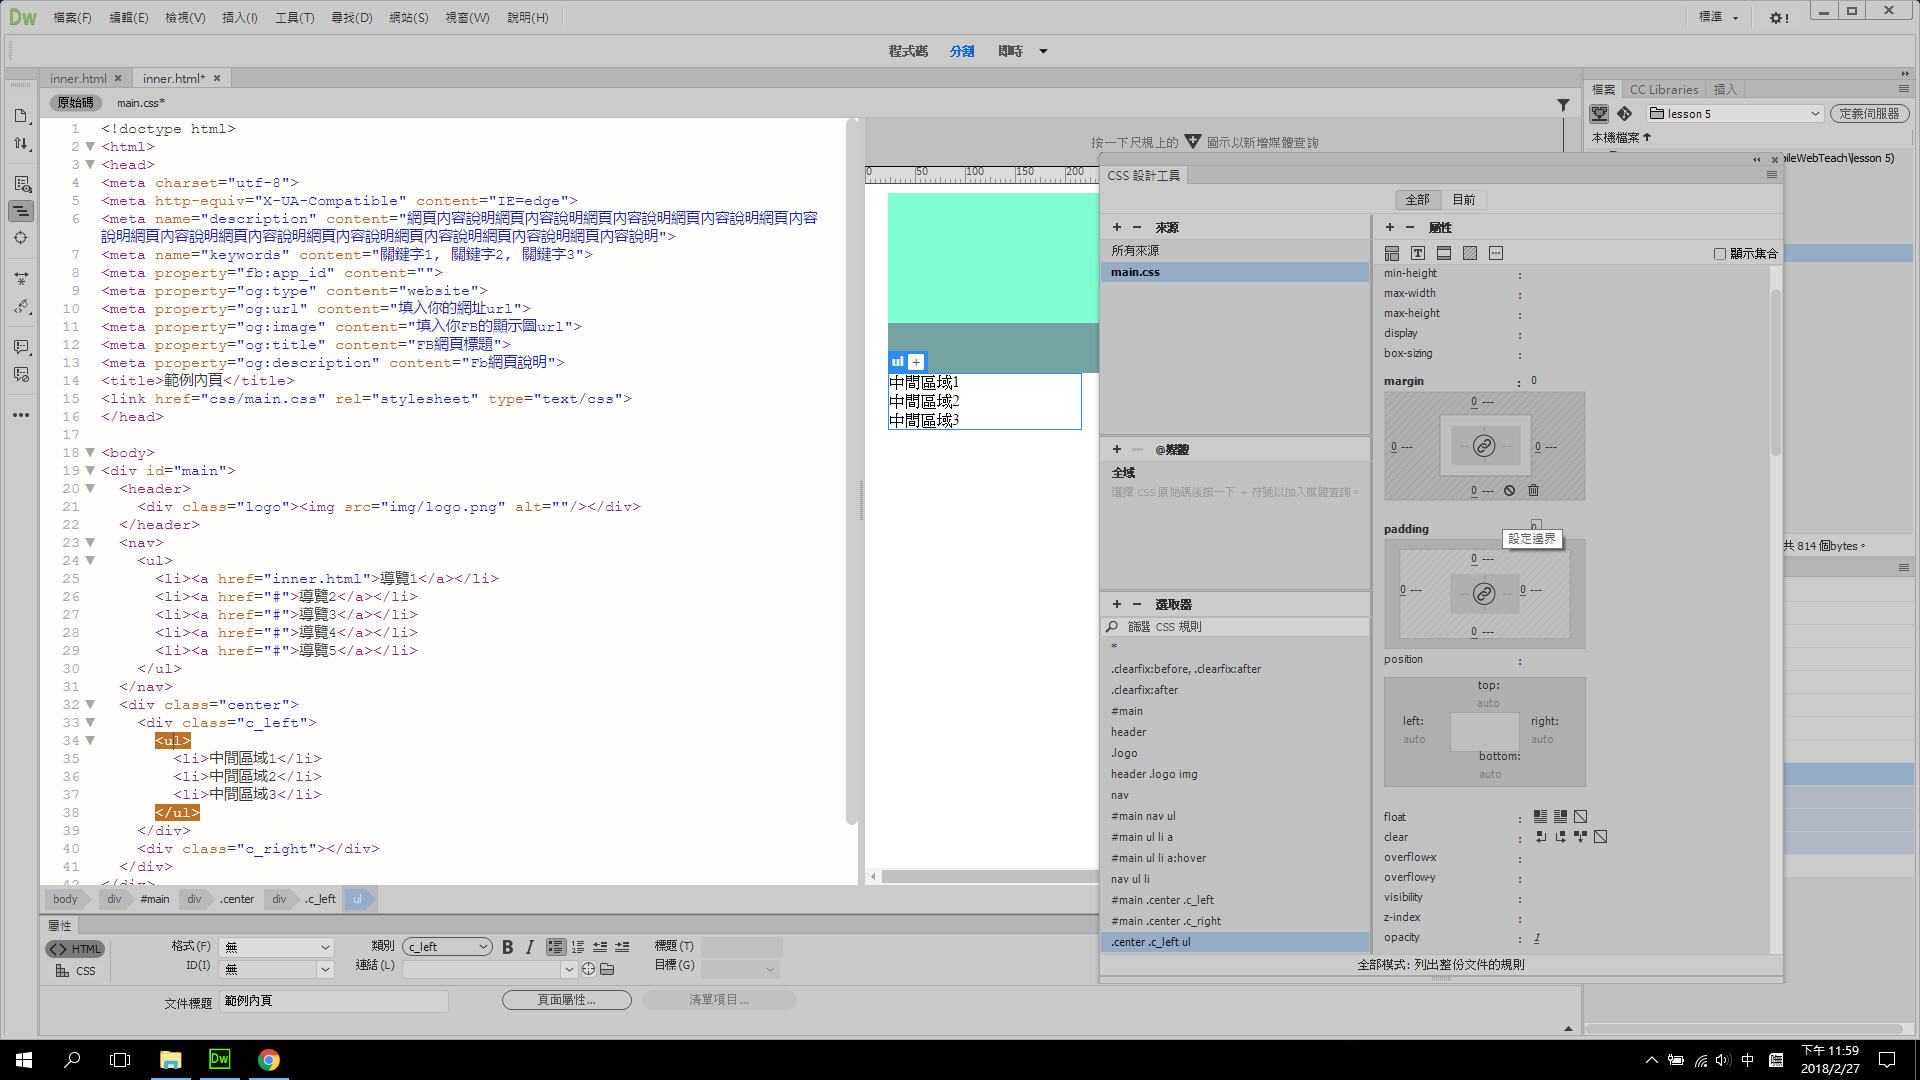 Dw 檔案(F) 編輯(E) 檢視(V) 插入(I) 工具(T) 尋找(D) 網站(S) 視窗(W) 說明(H) 標準
程式碼 分割 即時
inner.html × inner.html* ×
原始碼 main.css*
1 <!doctype html>
2 <html>
3 <head>
4 <meta charset="utf-8">
5 <meta http-equiv="X-UA-Compatible" content="IE=edge">
6 <meta name="description" content="網頁內容說明網頁內容說明網頁內容說明網頁內容說明網頁內容
說明網頁內容說明網頁內容說明網頁內容說明網頁內容說明網頁內容說明網頁內容說明">
7 <meta name="keywords" content="關鍵字1, 關鍵字2, 關鍵字3">
8 <meta property="fb:app_id" content="">
9 <meta property="og:type" content="website">
10 <meta property="og:url" content="填入你的網址url">
11 <meta property="og:image" content="填入你FB的顯示圖url">
12 <meta property="og:title" content="FB網頁標題">
13 <meta property="og:description" content="Fb網頁說明">
14 <title>範例內頁</title>
15 <link href="css/main.css" rel="stylesheet" type="text/css">
16 </head>
17
18 <body>
19 <div id="main">
20 <header>
21 <div class="logo"><img src="img/logo.png" alt=""/></div>
22 </header>
23 <nav>
24 <ul>
25 <li><a href="inner.html">導覽1</a></li>
26 <li><a href="#">導覽2</a></li>
27 <li><a href="#">導覽3</a></li>
28 <li><a href="#">導覽4</a></li>
29 <li><a href="#">導覽5</a></li>
30 </ul>
31 </nav>
32 <div class="center">
33 <div class="c_left">
34 <ul>
35 <li>中間區域1</li>
36 <li>中間區域2</li>
37 <li>中間區域3</li>
38 </ul>
39 </div>
40 <div class="c_right"></div>
41 </div>
42 </div>
body div #main div .center div .c_left ul
按一下尺規上的 圖示以新增媒體查詢
0 50 100 150 200
ul +
中間區域1
中間區域2
中間區域3
CSS 設計工具
全部 目前
+ − 來源
所有來源
main.css
+ − @媒體
全域
選擇 CSS 原始碼後按一下 + 符號以加入媒體查詢。
+ − 選取器
篩選 CSS 規則
*
.clearfix:before, .clearfix:after
.clearfix:after
#main
header
.logo
header .logo img
nav
#main nav ul
#main ul li a
#main ul li a:hover
nav ul li
#main .center .c_left
#main .center .c_right
.center .c_left ul
+ − 屬性
顯示集合
min-height :
max-width :
max-height :
display :
box-sizing :
margin : 0
0 ---
0 --- 0 ---
0 ---
padding
設定邊界
0 ---
0 --- 0 ---
0 ---
position :
top:
auto
left: right:
auto auto
bottom:
auto
float :
clear :
overflow-x :
overflow-y :
visibility :
z-index :
opacity : 1
全部模式: 列出整份文件的規則
檔案 CC Libraries 插入
lesson 5 定義伺服器
本機檔案
ileWebTeach\lesson 5)
共 814 個bytes。
屬性
<> HTML
CSS
格式(F) 無 類別 c_left B I 標題(T)
ID(I) 無 連結(L) 目標(G)
文件標題 範例內頁 頁面屬性... 清單項目...
Dw
中
下午 11:59
2018/2/27